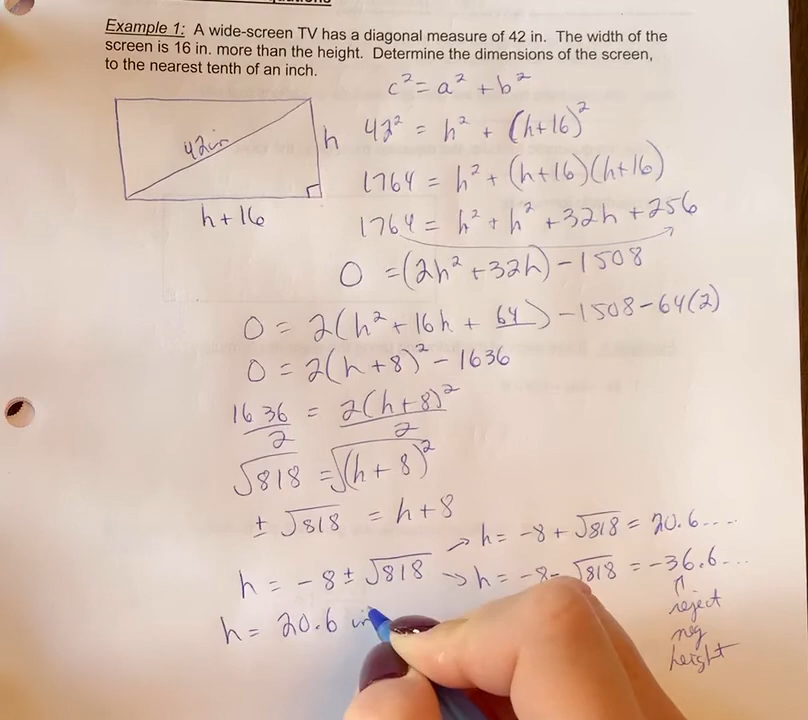 Example 1: A wide-screen TV has a diagonal measure of 42 in. The width of the
screen is 16 in. more than the height. Determine the dimensions of the screen,
to the nearest tenth of an inch.
c² = a² + b²
42in
h
h+16
42² = h² + (h+16)²
1764 = h² + (h+16)(h+16)
1764 = h² + h² + 32h + 256
0 = (2h² + 32h) - 1508
0 = 2(h² + 16h + 64) - 1508 - 64(2)
0 = 2(h+8)² - 1636
1636/2 = 2(h+8)²/2
√818 = √(h+8)²
± √818 = h+8
h = -8 ± √818
→ h = -8 + √818 = 20.6....
→ h = -8 - √818 = -36.6...
↑
reject
neg
height
h = 20.6 in